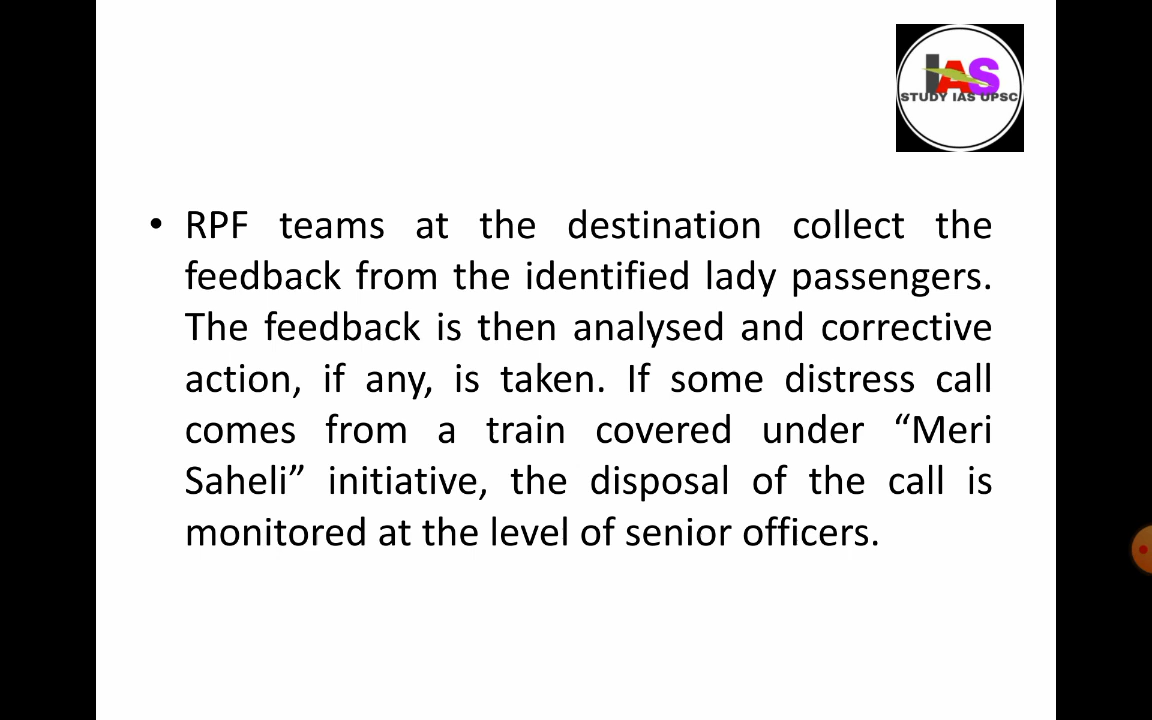 IAS
STUDY IAS UPSC
• RPF teams at the destination collect the
feedback from the identified lady passengers.
The feedback is then analysed and corrective
action, if any, is taken. If some distress call
comes from a train covered under “Meri
Saheli” initiative, the disposal of the call is
monitored at the level of senior officers.